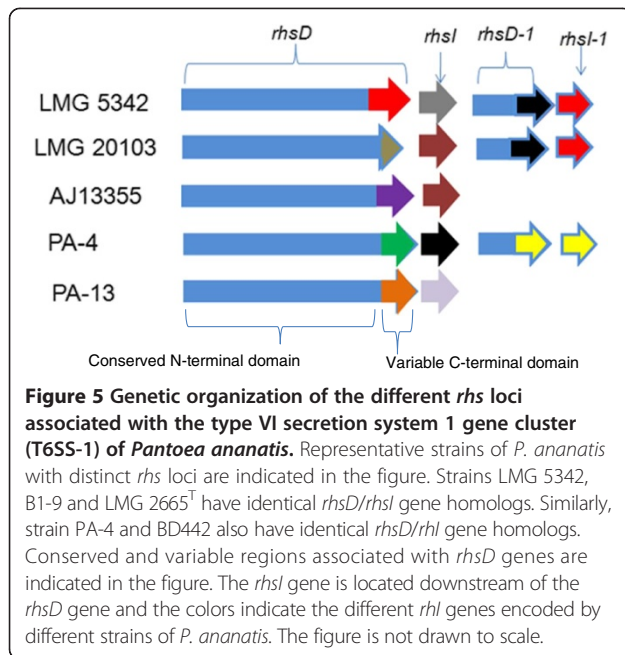 rhsD rhsI rhsD-1 rhsI-1
LMG 5342
LMG 20103
AJ13355
PA-4
PA-13
Conserved N-terminal domain Variable C-terminal domain
Figure 5 Genetic organization of the different rhs loci
associated with the type VI secretion system 1 gene cluster
(T6SS-1) of Pantoea ananatis. Representative strains of P. ananatis
with distinct rhs loci are indicated in the figure. Strains LMG 5342,
B1-9 and LMG 2665T have identical rhsD/rhsI gene homologs. Similarly,
strain PA-4 and BD442 also have identical rhsD/rhI gene homologs.
Conserved and variable regions associated with rhsD genes are
indicated in the figure. The rhsI gene is located downstream of the
rhsD gene and the colors indicate the different rhI genes encoded by
different strains of P. ananatis. The figure is not drawn to scale.